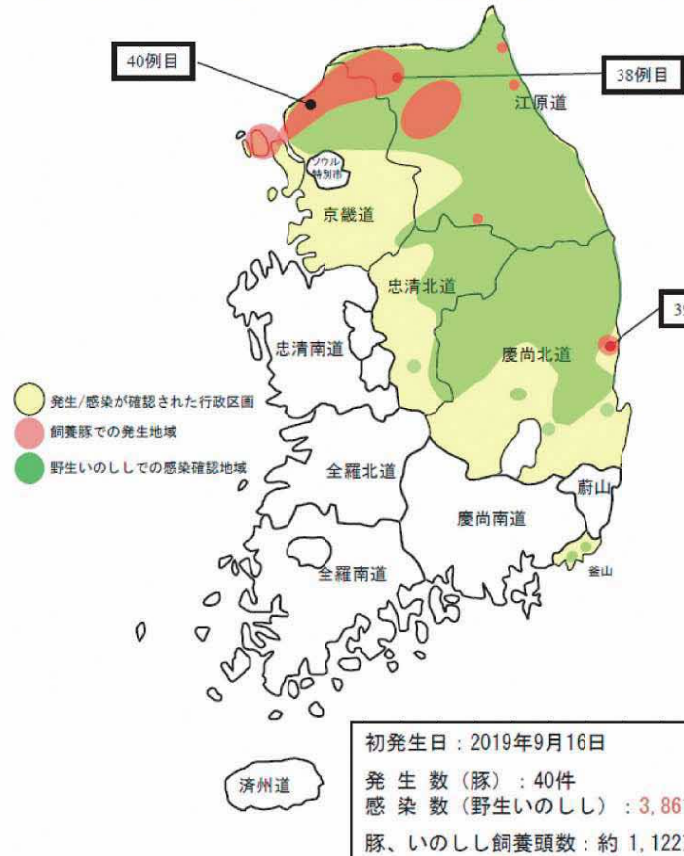 40例目
38例目
江原道
ソウル
特別市
京畿道
忠清北道
忠清南道
慶尚北道
発生/感染が確認された行政区画
飼養豚での発生地域
野生いのししでの感染確認地域
全羅北道
蔚山
慶尚南道
全羅南道
釜山
済州道
初発生日：2019年9月16日
発生数（豚）：40件
感染数（野生いのしし）：3,86
豚、いのしし飼養頭数：約 1,122